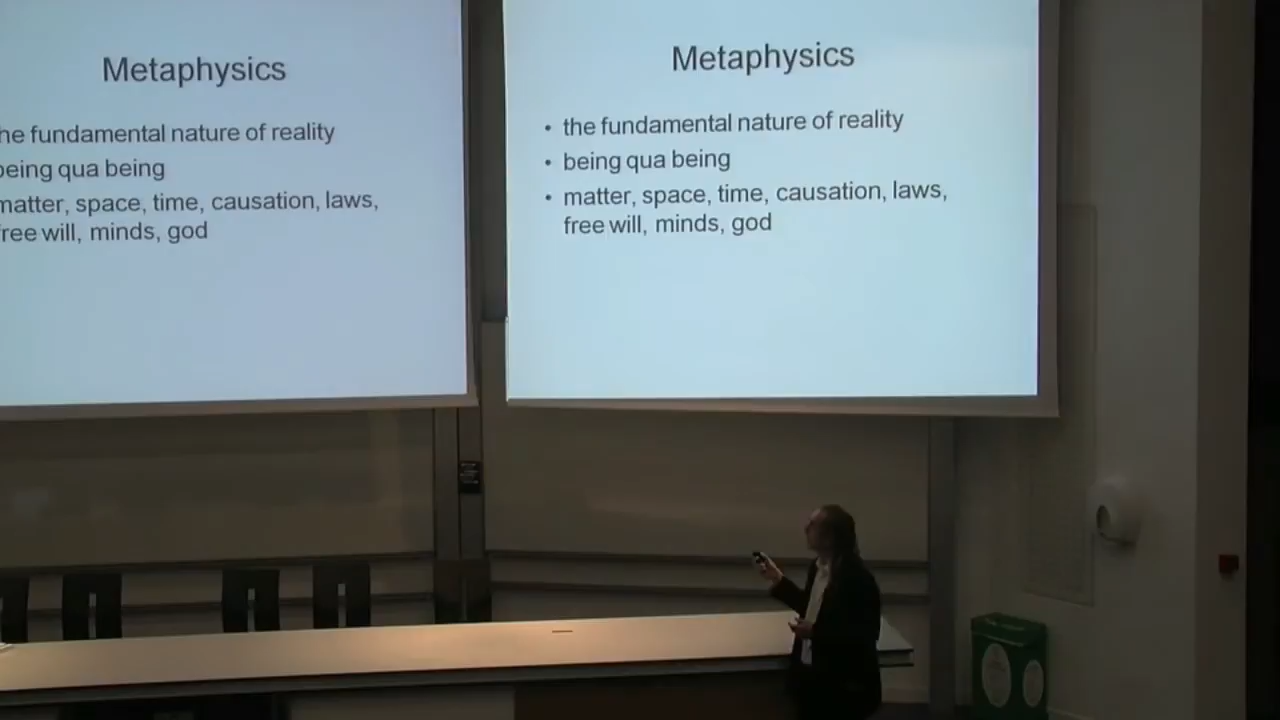 Metaphysics
he fundamental nature of reality
being qua being
matter, space, time, causation, laws,
free will, minds, god
Metaphysics
• the fundamental nature of reality
• being qua being
• matter, space, time, causation, laws,
free will, minds, god